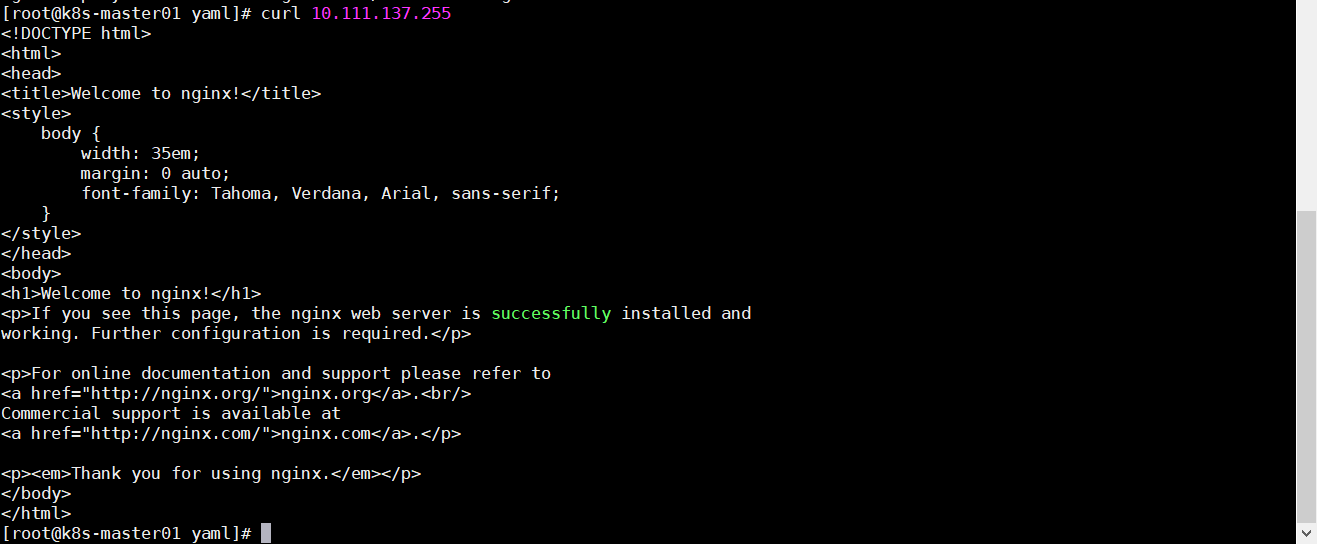 [root@k8s-master01 yaml]# curl 10.111.137.255
<!DOCTYPE html>
<html>
<head>
<title>Welcome to nginx!</title>
<style>
    body {
        width: 35em;
        margin: 0 auto;
        font-family: Tahoma, Verdana, Arial, sans-serif;
    }
</style>
</head>
<body>
<h1>Welcome to nginx!</h1>
<p>If you see this page, the nginx web server is successfully installed and
working. Further configuration is required.</p>

<p>For online documentation and support please refer to
<a href="http://nginx.org/">nginx.org</a>.<br/>
Commercial support is available at
<a href="http://nginx.com/">nginx.com</a>.</p>

<p><em>Thank you for using nginx.</em></p>
</body>
</html>
[root@k8s-master01 yaml]#